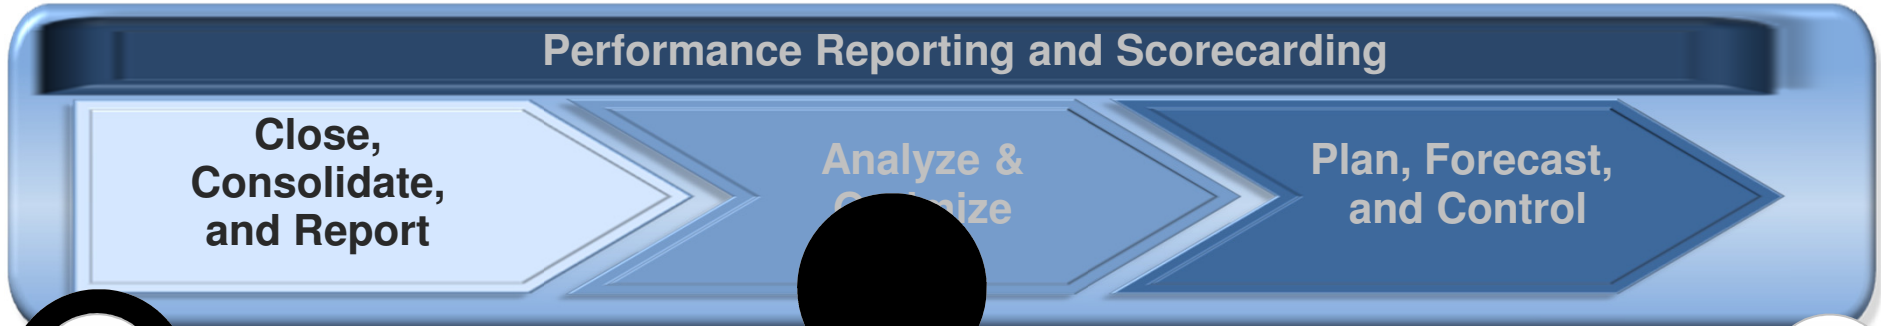 Performance Reporting and Scorecarding
Close,
Consolidate,
and Report
Analyze &
Plan, Forecast,
and Control